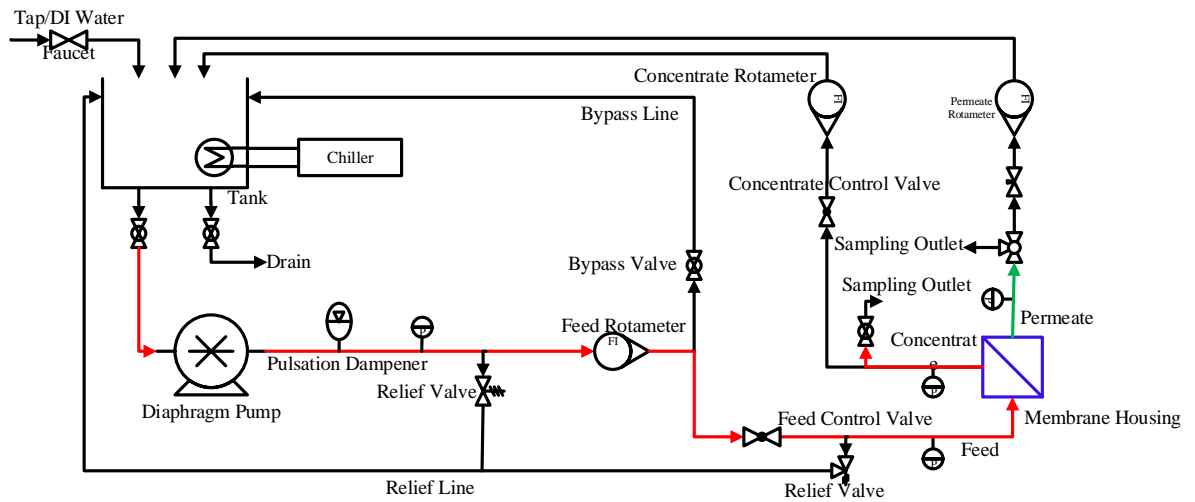 Tap/DI Water
Faucet
Concentrate Rotameter
FI
Permeate
Rotameter
FI
Bypass Line
Chiller
Tank
Concentrate Control Valve
Drain
Bypass Valve
Sampling Outlet
Sampling Outlet
Feed Rotameter
FI
P
Permeate
Pulsation Dampener
Concentrat
e
P
Relief Valve
Diaphragm Pump
Feed Control Valve
Membrane Housing
P
Feed
Relief Line
Relief Valve